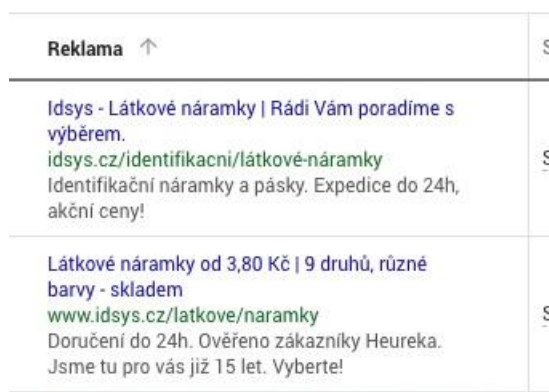 Reklama ↑
Idsys - Látkové náramky | Rádi Vám poradíme s
výběrem.
idsys.cz/identifikacni/látkové-náramky
Identifikační náramky a pásky. Expedice do 24h,
akční ceny!
Látkové náramky od 3,80 Kč | 9 druhů, různé
barvy - skladem
www.idsys.cz/latkove/naramky
Doručení do 24h. Ověřeno zákazníky Heureka.
Jsme tu pro vás již 15 let. Vyberte!